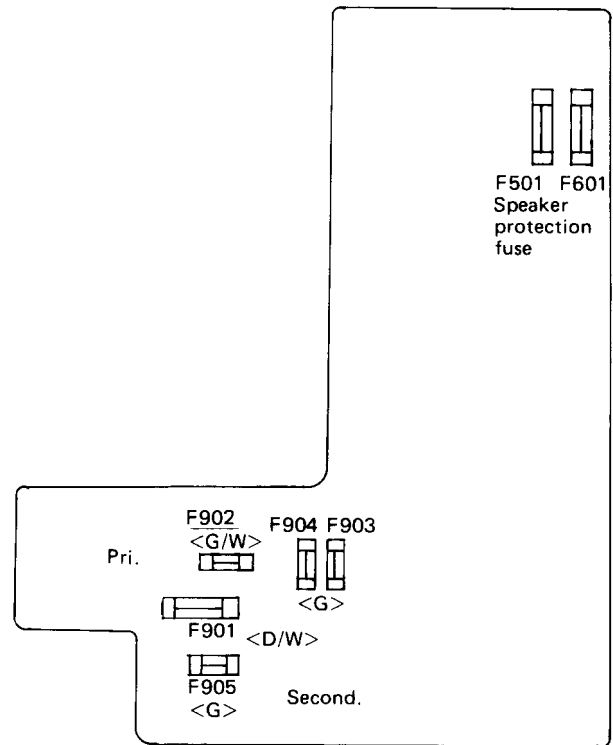 F501 F601
Speaker
protection
fuse
F902
<G/W>
F904 F903
<G>
Pri.
F901
<D/W>
F905
<G>
Second.